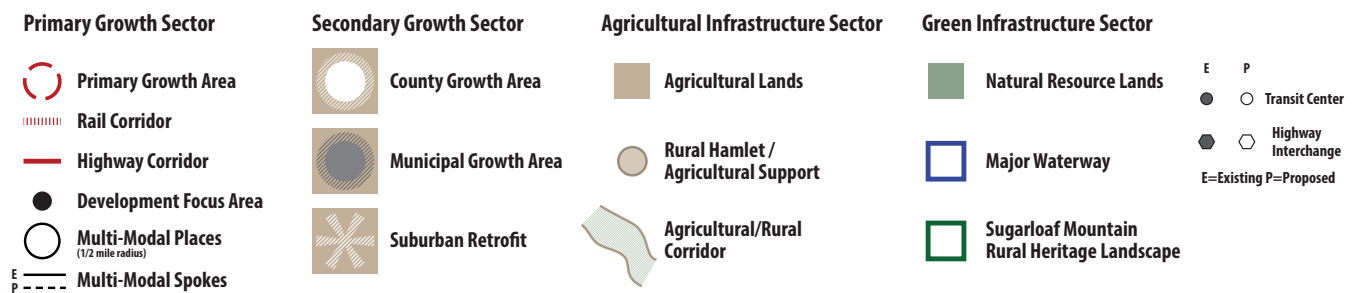 Primary Growth Sector
Primary Growth Area
Rail Corridor
Highway Corridor
Development Focus Area
Multi-Modal Places
(1/2 mile radius)
E
P
Multi-Modal Spokes
Secondary Growth Sector
County Growth Area
Municipal Growth Area
Suburban Retrofit
Agricultural Infrastructure Sector
Agricultural Lands
Rural Hamlet /
Agricultural Support
Agricultural/Rural
Corridor
Green Infrastructure Sector
Natural Resource Lands
Major Waterway
Sugarloaf Mountain
Rural Heritage Landscape
E P
Transit Center
Highway
Interchange
E=Existing P=Proposed